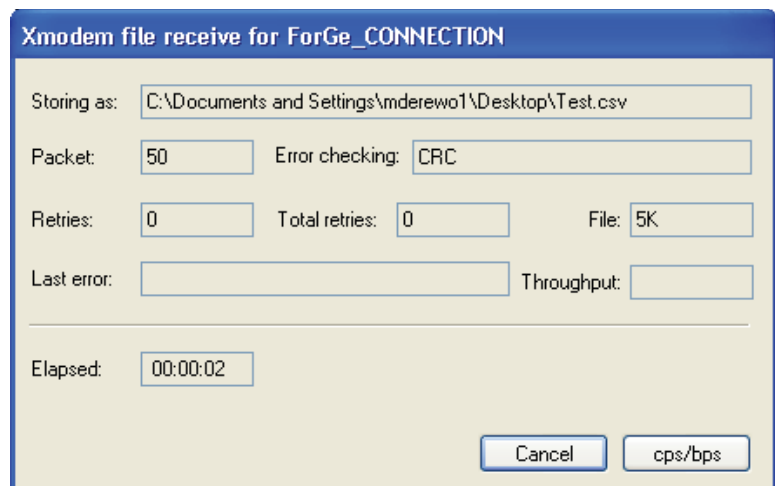 Xmodem file receive for ForGe_CONNECTION
Storing as: C:\Documents and Settings\mderewo1\Desktop\Test.csv
Packet: 50 Error checking: CRC
Retries: 0 Total retries: 0 File: 5K
Last error: Throughput:
Elapsed: 00:00:02
Cancel cps/bps